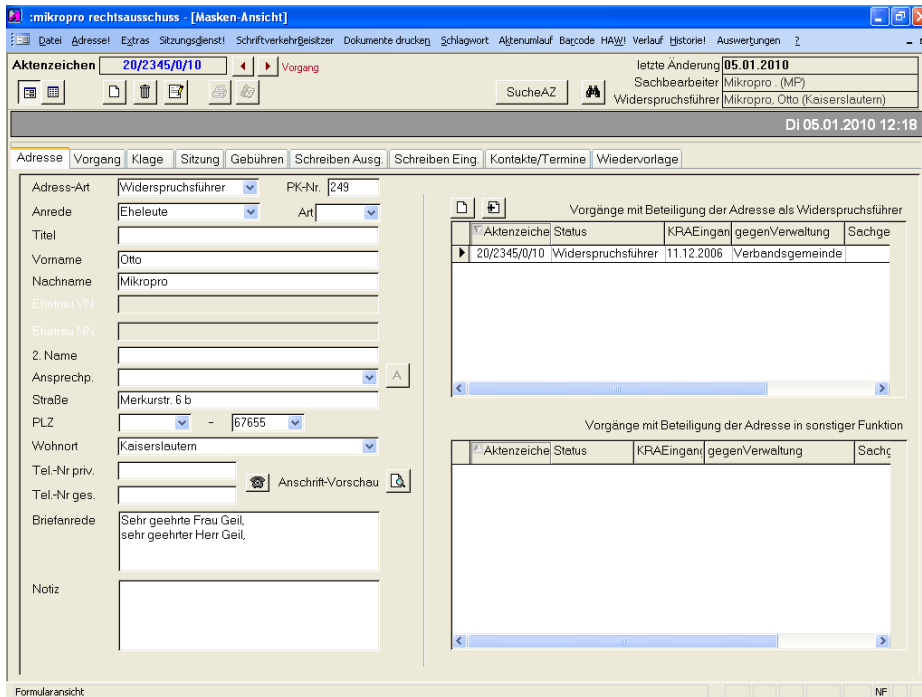 :mikropro rechtsausschuss - [Masken-Ansicht]
Datei Adresse! Extras Sitzungsdienst! SchriftverkehrBeisitzer Dokumente drucken Schlagwort Aktenumlauf Barcode HAW! Verlauf Historie! Auswertungen ?
Aktenzeichen 20/2345/0/10 Vorgang letzte Änderung 05.01.2010
Sachbearbeiter Mikropro . (MP)
SucheAZ Widerspruchsführer Mikropro, Otto (Kaiserslautern)
Di 05.01.2010 12:18
Adresse Vorgang Klage Sitzung Gebühren Schreiben Ausg. Schreiben Eing. Kontakte/Termine Wiedervorlage
Adress-Art Widerspruchsführer PK-Nr. 249
Anrede Eheleute Art
Titel
Vorname Otto
Nachname Mikropro
Ehefrau VN
Ehefrau NN
2. Name
Ansprechp. A
Straße Merkurstr. 6 b
PLZ - 67655
Wohnort Kaiserslautern
Tel.-Nr priv.
Anschrift-Vorschau
Tel.-Nr ges.
Briefanrede Sehr geehrte Frau Geil,
sehr geehrter Herr Geil,
Notiz
Vorgänge mit Beteiligung der Adresse als Widerspruchsführer
Aktenzeiche Status KRAEingan gegenVerwaltung Sachge
20/2345/0/10 Widerspruchsführer 11.12.2006 Verbandsgemeinde
Vorgänge mit Beteiligung der Adresse in sonstiger Funktion
Aktenzeiche Status KRAEingang gegenVerwaltung Sachg
Formularansicht NF